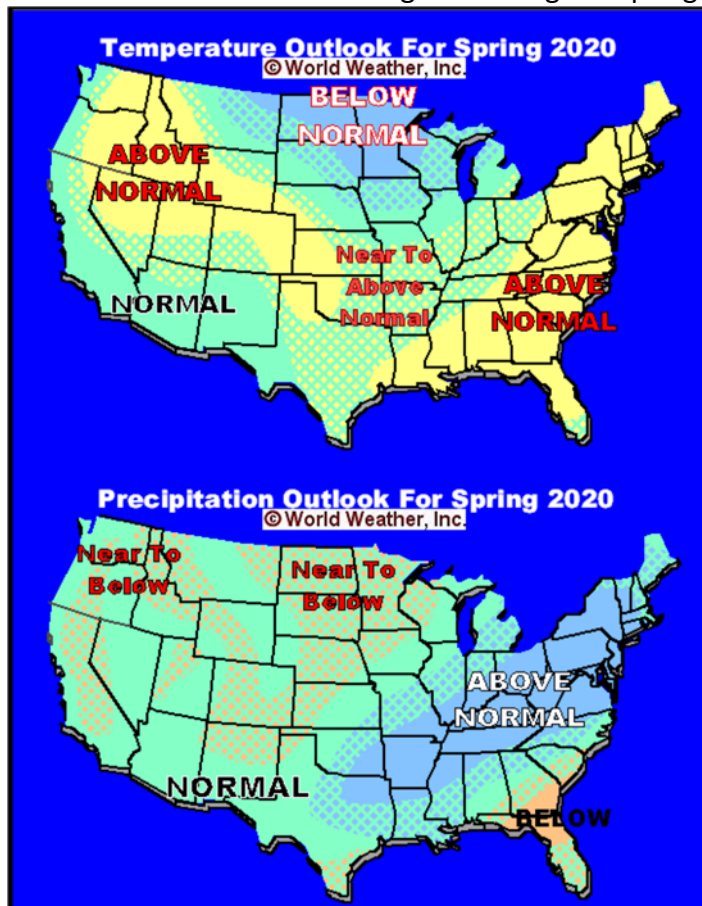 Temperature Outlook For Spring 2020
© World Weather, Inc.
BELOW
NORMAL
ABOVE
NORMAL
Near To
Above
Normal
ABOVE
NORMAL
NORMAL
Precipitation Outlook For Spring 2020
© World Weather, Inc.
Near To
Below
Near To
Below
ABOVE
NORMAL
NORMAL
BELOW